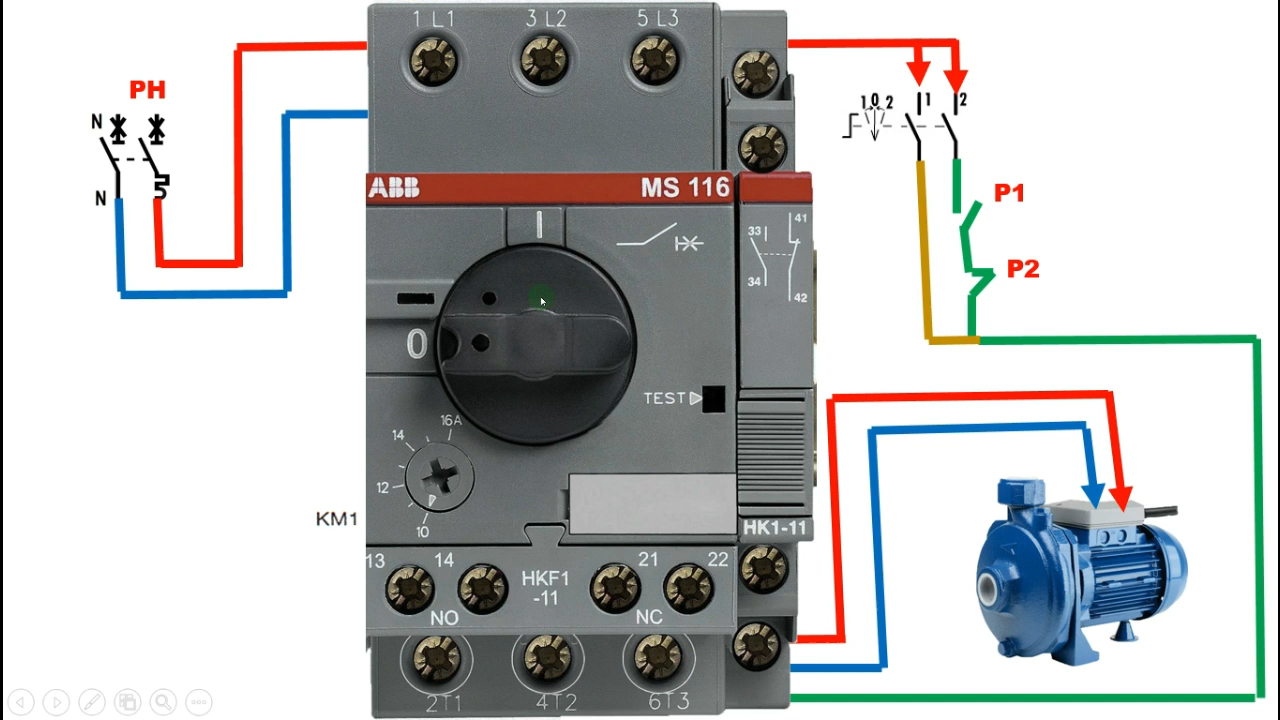 1 L1
3 L2
5 L3
PH
N
N
1 0 2
1
2
ABB
MS 116
P1
P2
I
33
34
41
42
0
TEST
16A
14
12
10
KM1
HK1-11
13
14
HKF1
-11
21
22
NO
NC
2T1
4T2
6T3